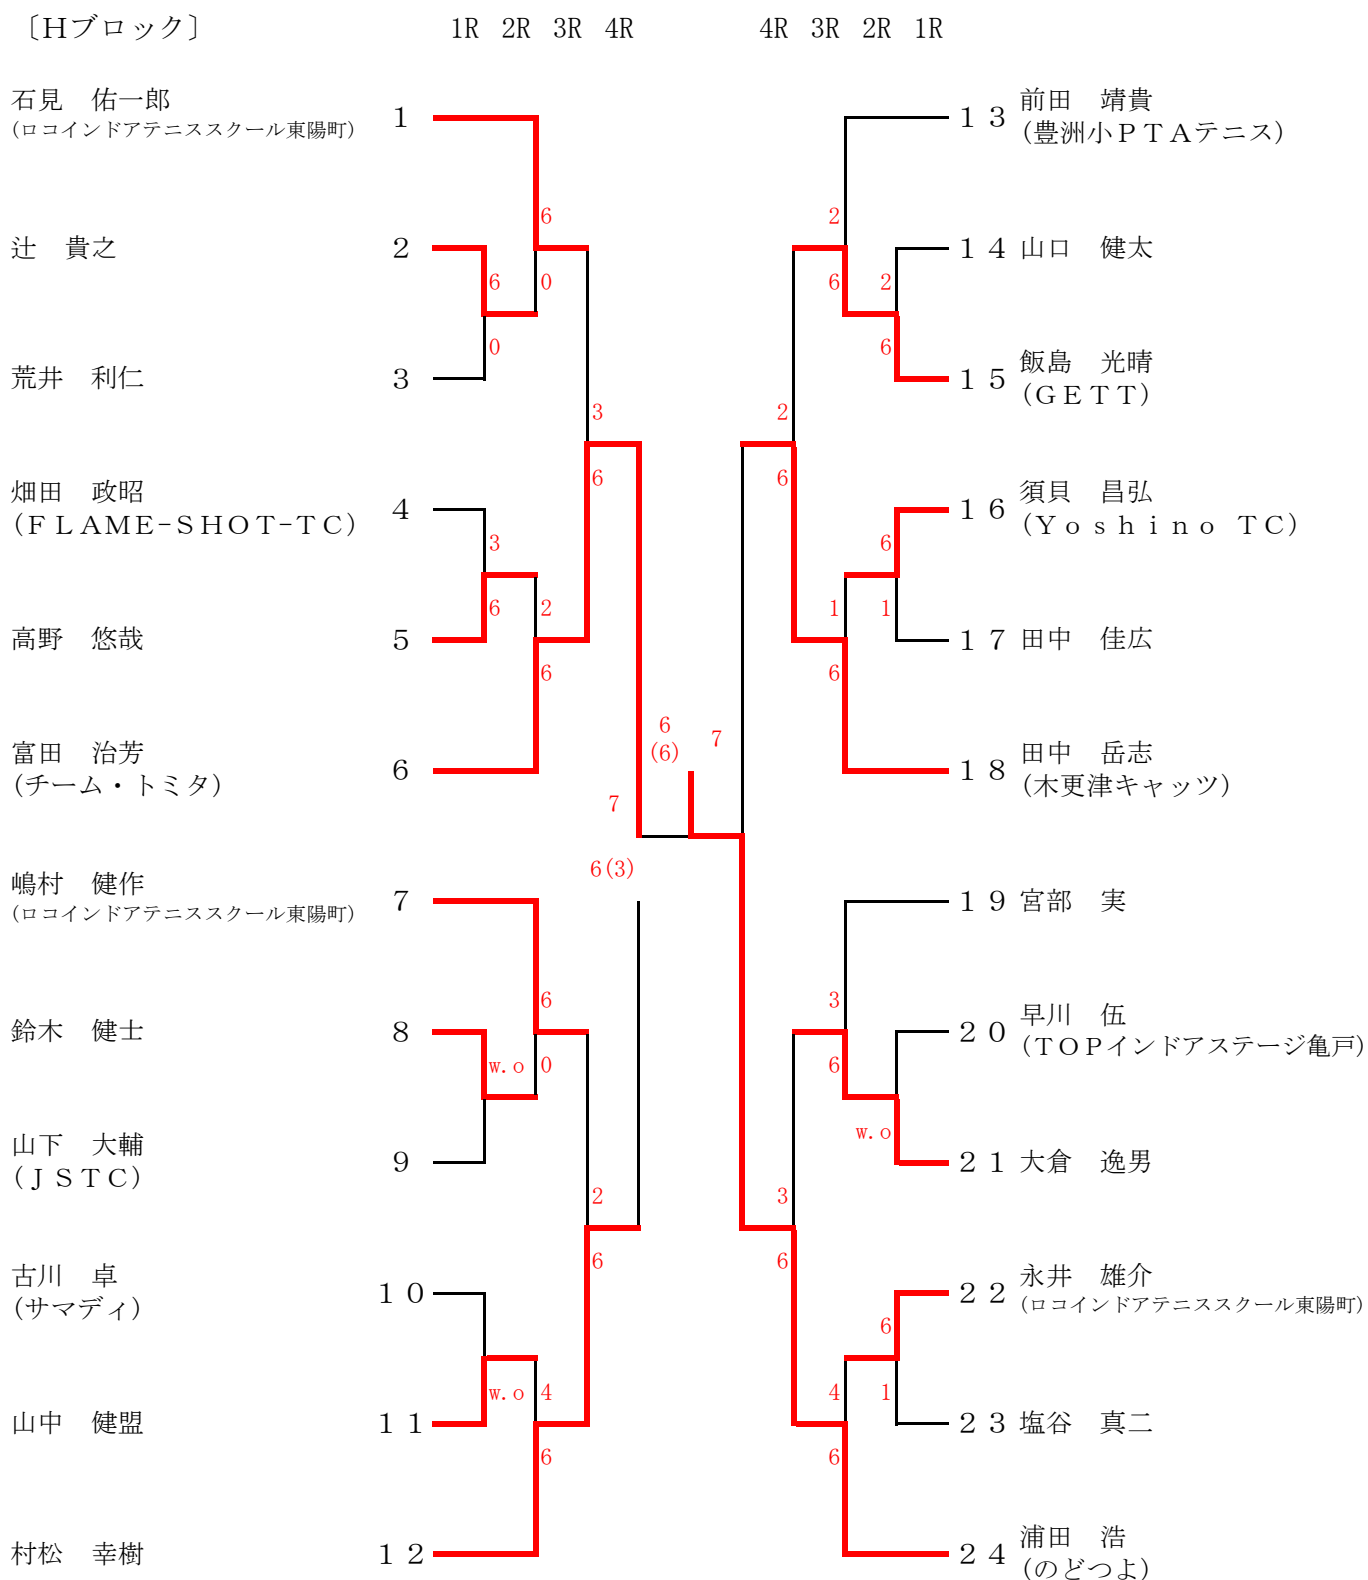 〔Hブロック〕
1R 2R 3R 4R
4R 3R 2R 1R
石見　佑一郎
(ロコインドアテニススクール東陽町)
1
辻　貴之
2
荒井　利仁
3
畑田　政昭
(ＦＬＡＭＥ−ＳＨＯＴ−ＴＣ)
4
高野　悠哉
5
富田　治芳
(チーム・トミタ)
6
嶋村　健作
(ロコインドアテニススクール東陽町)
7
鈴木　健士
8
山下　大輔
(ＪＳＴＣ)
9
古川　卓
(サマディ)
１０
山中　健盟
１１
村松　幸樹
１２
6
0
6
0
3
6
3
6
2
6
7
6(3)
6
w.o
0
2
6
w.o
4
6
6
(6)
7
１３
前田　靖貴
(豊洲小ＰＴＡテニス)
１４
山口　健太
１５
飯島　光晴
(ＧＥＴＴ)
１６
須貝　昌弘
(Ｙｏｓｈｉｎｏ　ＴＣ)
１７
田中　佳広
１８
田中　岳志
(木更津キャッツ)
１９
宮部　実
２０
早川　伍
(ＴＯＰインドアステージ亀戸)
２１
大倉　逸男
２２
永井　雄介
(ロコインドアテニススクール東陽町)
２３
塩谷　真二
２４
浦田　浩
(のどつよ)
2
6
2
6
2
6
6
1
1
6
3
6
w.o
3
6
6
4
1
6